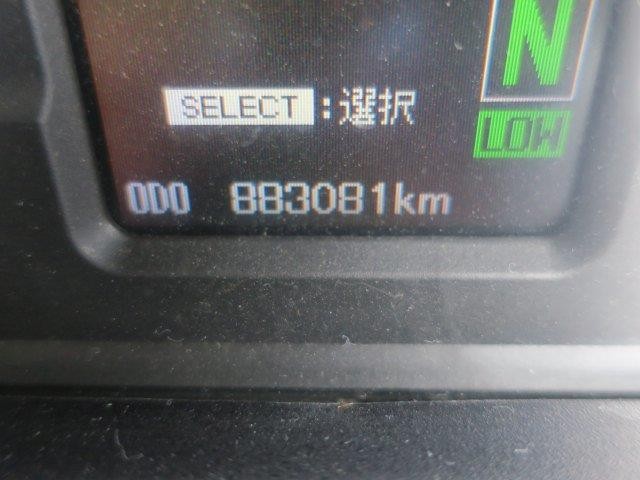 N
SELECT :選択
LOW
ODO 883081km